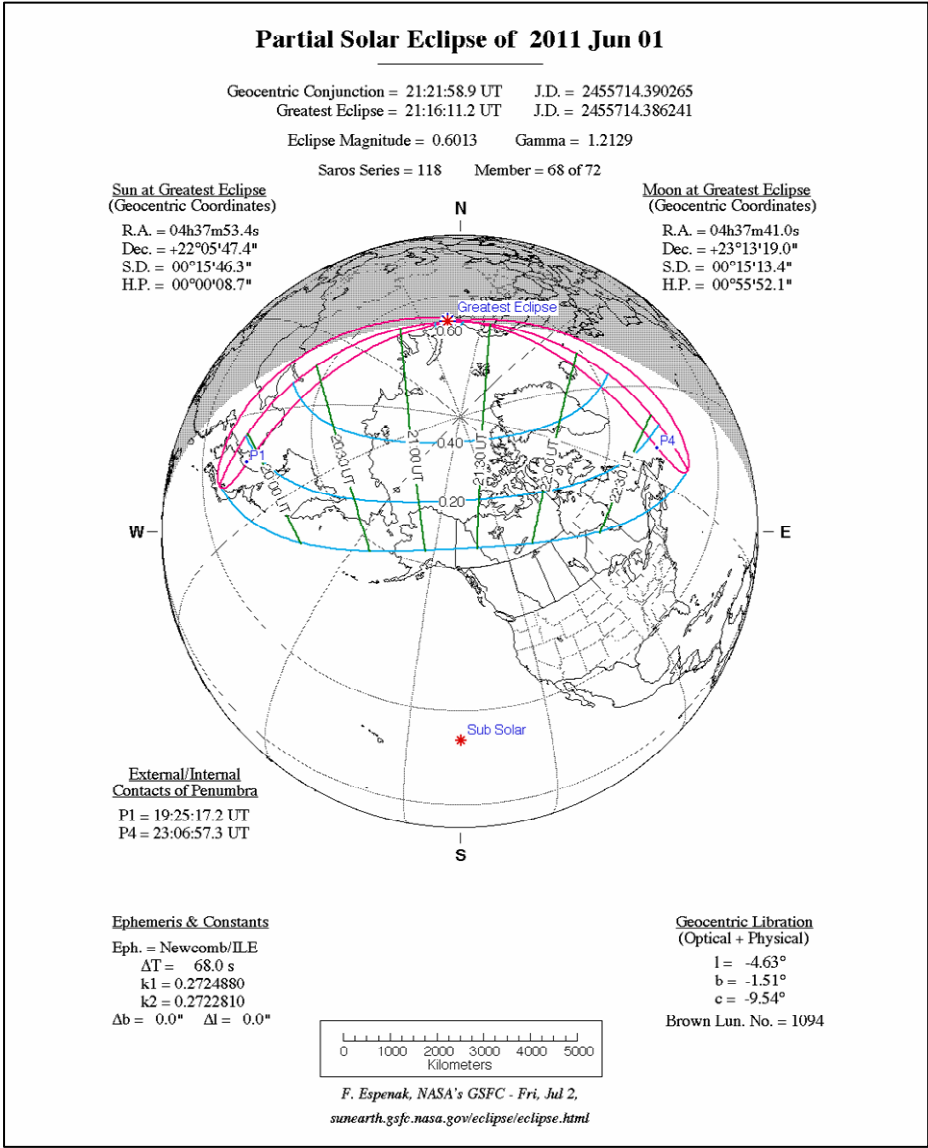 Partial Solar Eclipse of 2011 Jun 01
Geocentric Conjunction = 21:21:58.9 UT J.D. = 2455714.390265
Greatest Eclipse = 21:16:11.2 UT J.D. = 2455714.386241
Eclipse Magnitude = 0.6013 Gamma = 1.2129
Saros Series = 118 Member = 68 of 72
Sun at Greatest Eclipse
(Geocentric Coordinates)
R.A. = 04h37m53.4s
Dec. = +22°05'47.4"
S.D. = 00°15'46.3"
H.P. = 00°00'08.7"
Moon at Greatest Eclipse
(Geocentric Coordinates)
R.A. = 04h37m41.0s
Dec. = +23°13'19.0"
S.D. = 00°15'13.4"
H.P. = 00°55'52.1"
N
Greatest Eclipse
0.60
P1
20:30 UT
21:00 UT
0.40
21:30 UT
22:00 UT
22:30 UT
P4
0.20
W
E
Sub Solar
S
External/Internal
Contacts of Penumbra
P1 = 19:25:17.2 UT
P4 = 23:06:57.3 UT
Ephemeris & Constants
Eph. = Newcomb/ILE
ΔT = 68.0 s
k1 = 0.2724880
k2 = 0.2722810
Δb = 0.0" Δl = 0.0"
Geocentric Libration
(Optical + Physical)
l = -4.63°
b = -1.51°
c = -9.54°
Brown Lun. No. = 1094
0 1000 2000 3000 4000 5000
Kilometers
F. Espenak, NASA's GSFC - Fri, Jul 2,
sunearth.gsfc.nasa.gov/eclipse/eclipse.html